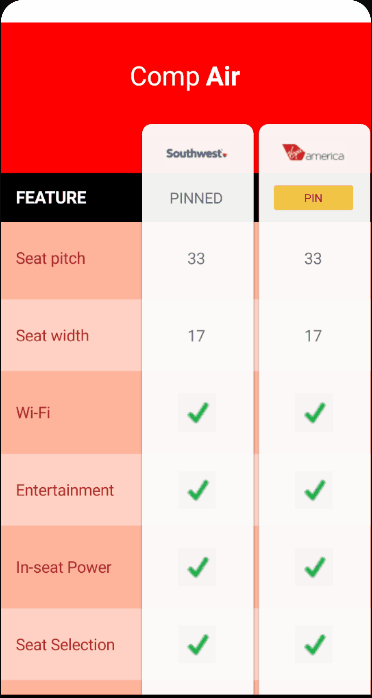 Comp Air
Southwest
Virgin america
FEATURE PINNED PIN
Seat pitch 33 33
Seat width 17 17
Wi-Fi
Entertainment
In-seat Power
Seat Selection